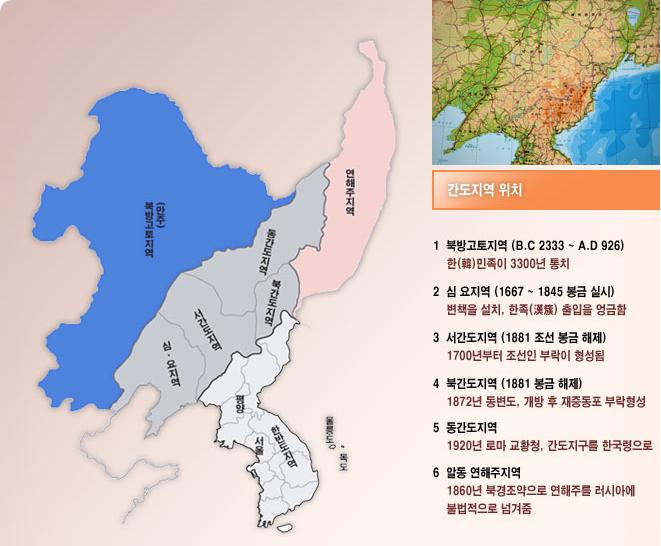 연해주지역
(만주)
북방고토지역
동간도지역
북간도지역
서간도지역
심·요지역
평양
서울
한반도지역
울릉도
독도
간도지역 위치
1 북방고토지역 (B.C 2333 ~ A.D 926)
한(韓)민족이 3300년 통치
2 심 요지역 (1667 ~ 1845 봉금 실시)
변책을 설치, 한족(漢簇) 출입을 엉금함
3 서간도지역 (1881 조선 봉금 해제)
1700년부터 조선인 부락이 형성됨
4 북간도지역 (1881 봉금 해제)
1872년 동변도, 개방 후 재중동포 부락형성
5 동간도지역
1920년 로마 교황청, 간도지구를 한국령으로
6 알동 연해주지역
1860년 북경조약으로 연해주를 러시아에
불법적으로 넘겨줌